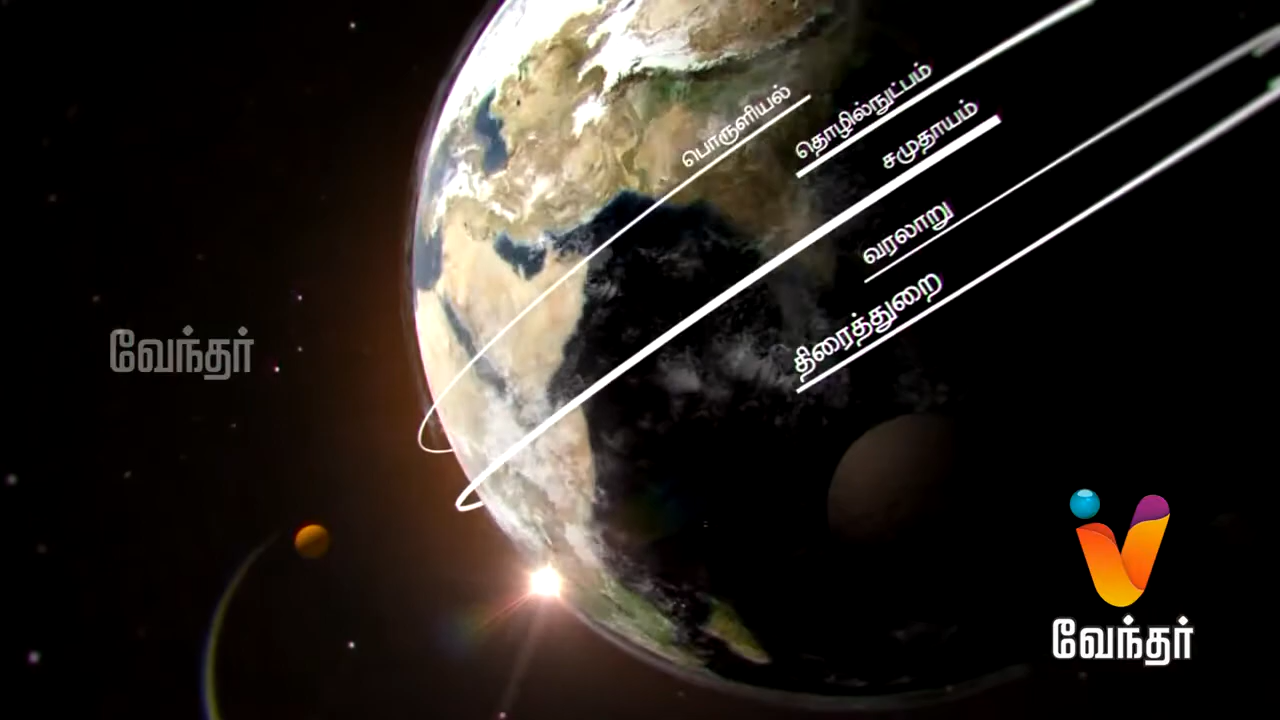 பொருளியல்
தொழில்நுட்பம்
சமுதாயம்
வரலாறு
திரைத்துறை
வேந்தர்
வேந்தர்